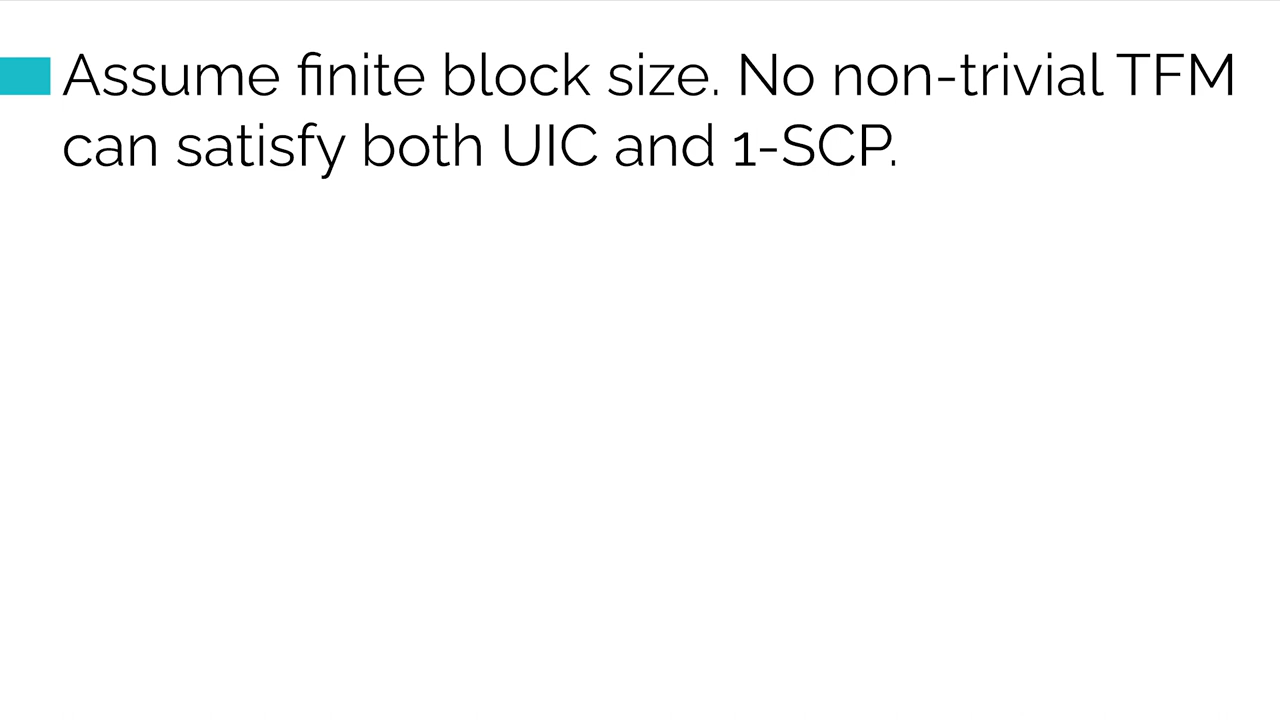 Assume finite block size. No non-trivial TFM
can satisfy both UIC and 1-SCP.